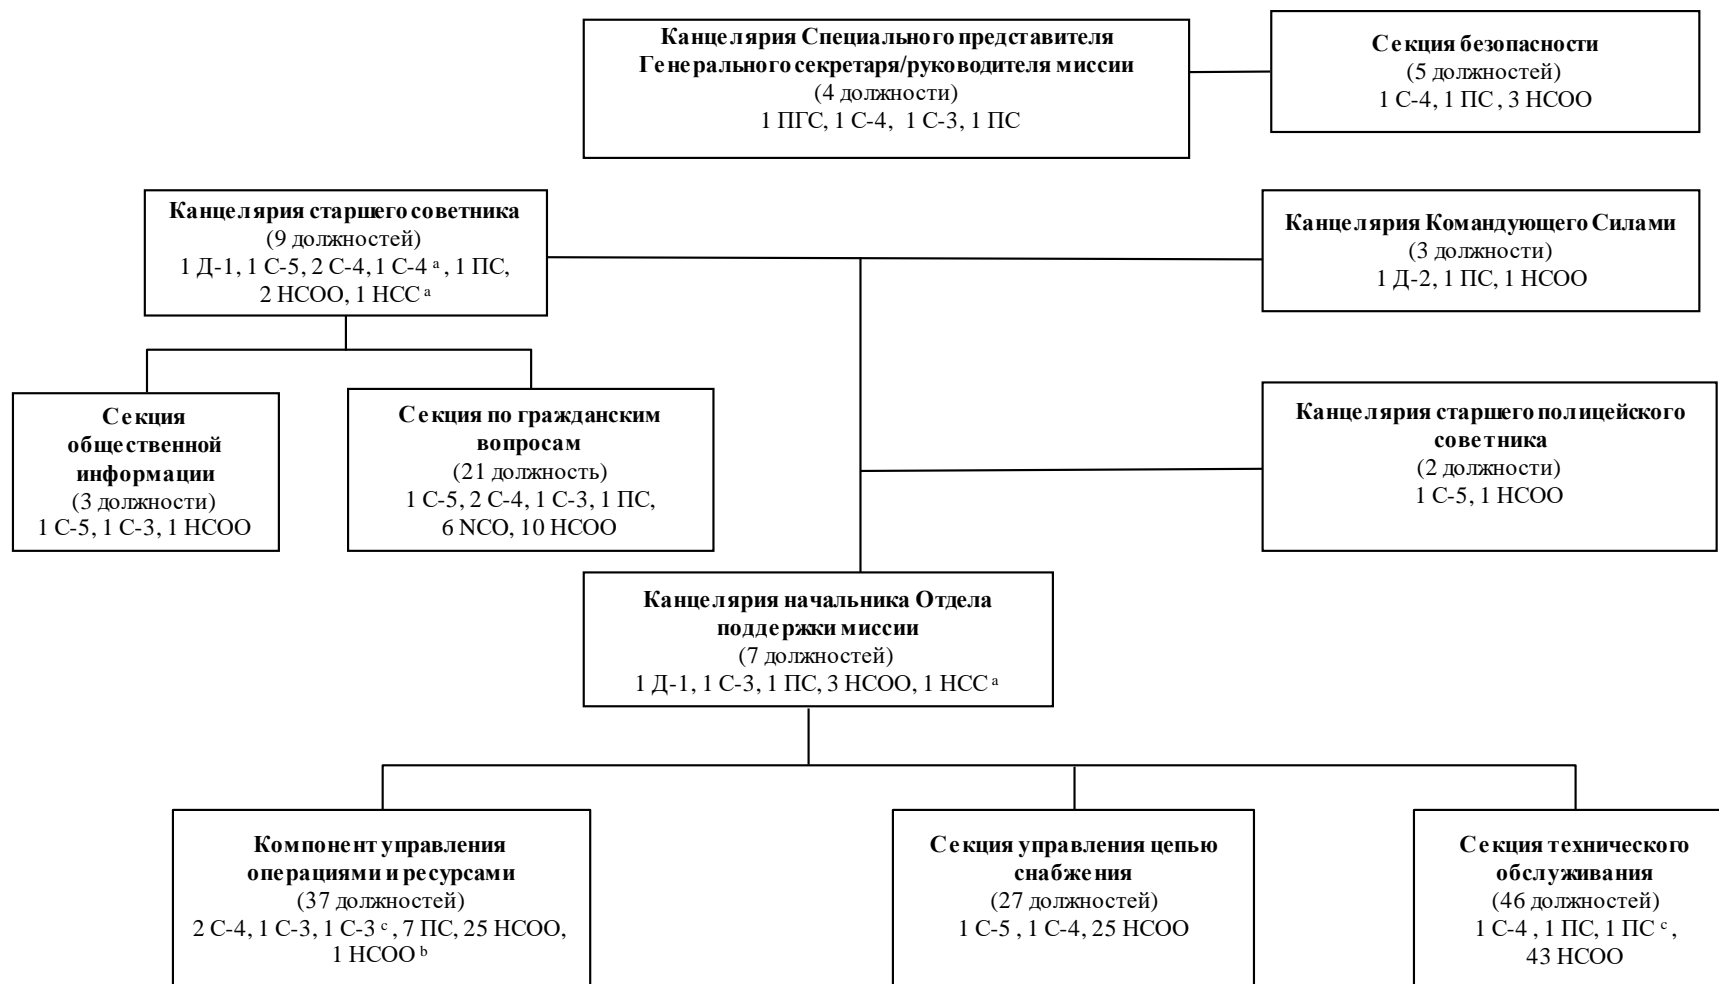 Канцелярия Специального представителя
Генерального секретаря/руководителя миссии
(4 должности)
1 ПГС, 1 С-4, 1 С-3, 1 ПС
Секция безопасности
(5 должностей)
1 С-4, 1 ПС , 3 НСОО
Канцелярия старшего советника
(9 должностей)
1 Д-1, 1 С-5, 2 С-4, 1 С-4 ᵃ , 1 ПС,
2 НСОО, 1 НСС ᵃ
Канцелярия Командующего Силами
(3 должности)
1 Д-2, 1 ПС, 1 НСОО
Секция
общественной
информации
(3 должности)
1 С-5, 1 С-3, 1 НСОО
Секция по гражданским
вопросам
(21 должность)
1 С-5, 2 С-4, 1 С-3, 1 ПС,
6 NCO, 10 НСОО
Канцелярия старшего полицейского
советника
(2 должности)
1 С-5, 1 НСОО
Канцелярия начальника Отдела
поддержки миссии
(7 должностей)
1 Д-1, 1 С-3, 1 ПС, 3 НСОО, 1 НСС ᵃ
Компонент управления
операциями и ресурсами
(37 должностей)
2 С-4, 1 С-3, 1 С-3 ᶜ , 7 ПС, 25 НСОО,
1 НСОО ᵇ
Секция управления цепью
снабжения
(27 должностей)
1 С-5 , 1 С-4, 25 НСОО
Секция технического
обслуживания
(46 должностей)
1 С-4 , 1 ПС, 1 ПС ᶜ ,
43 НСОО